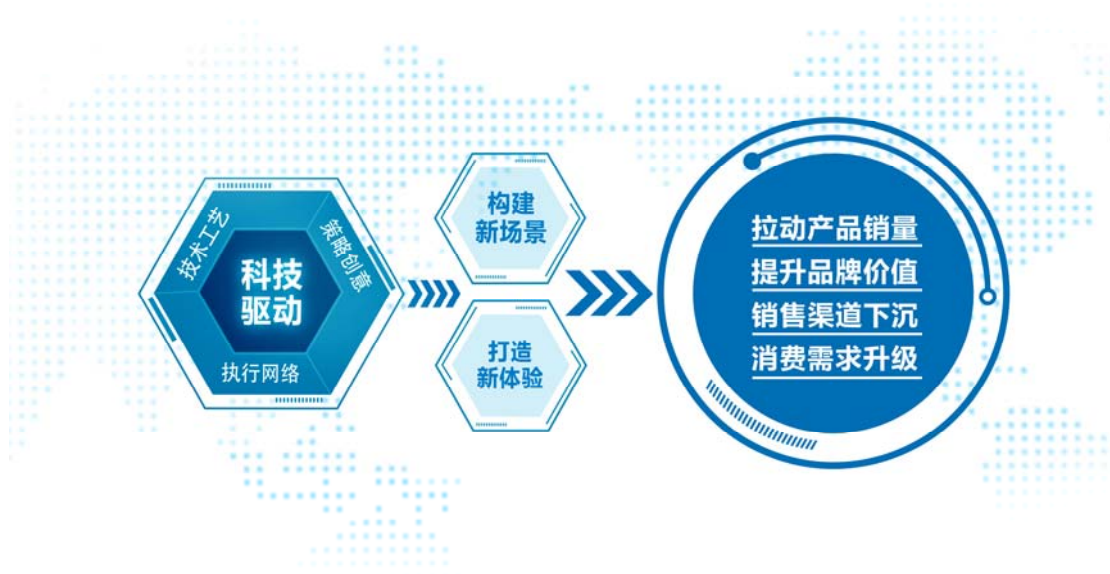 技术工艺
策略创意
科技
驱动
执行网络
构建
新场景
打造
新体验
拉动产品销量
提升品牌价值
销售渠道下沉
消费需求升级